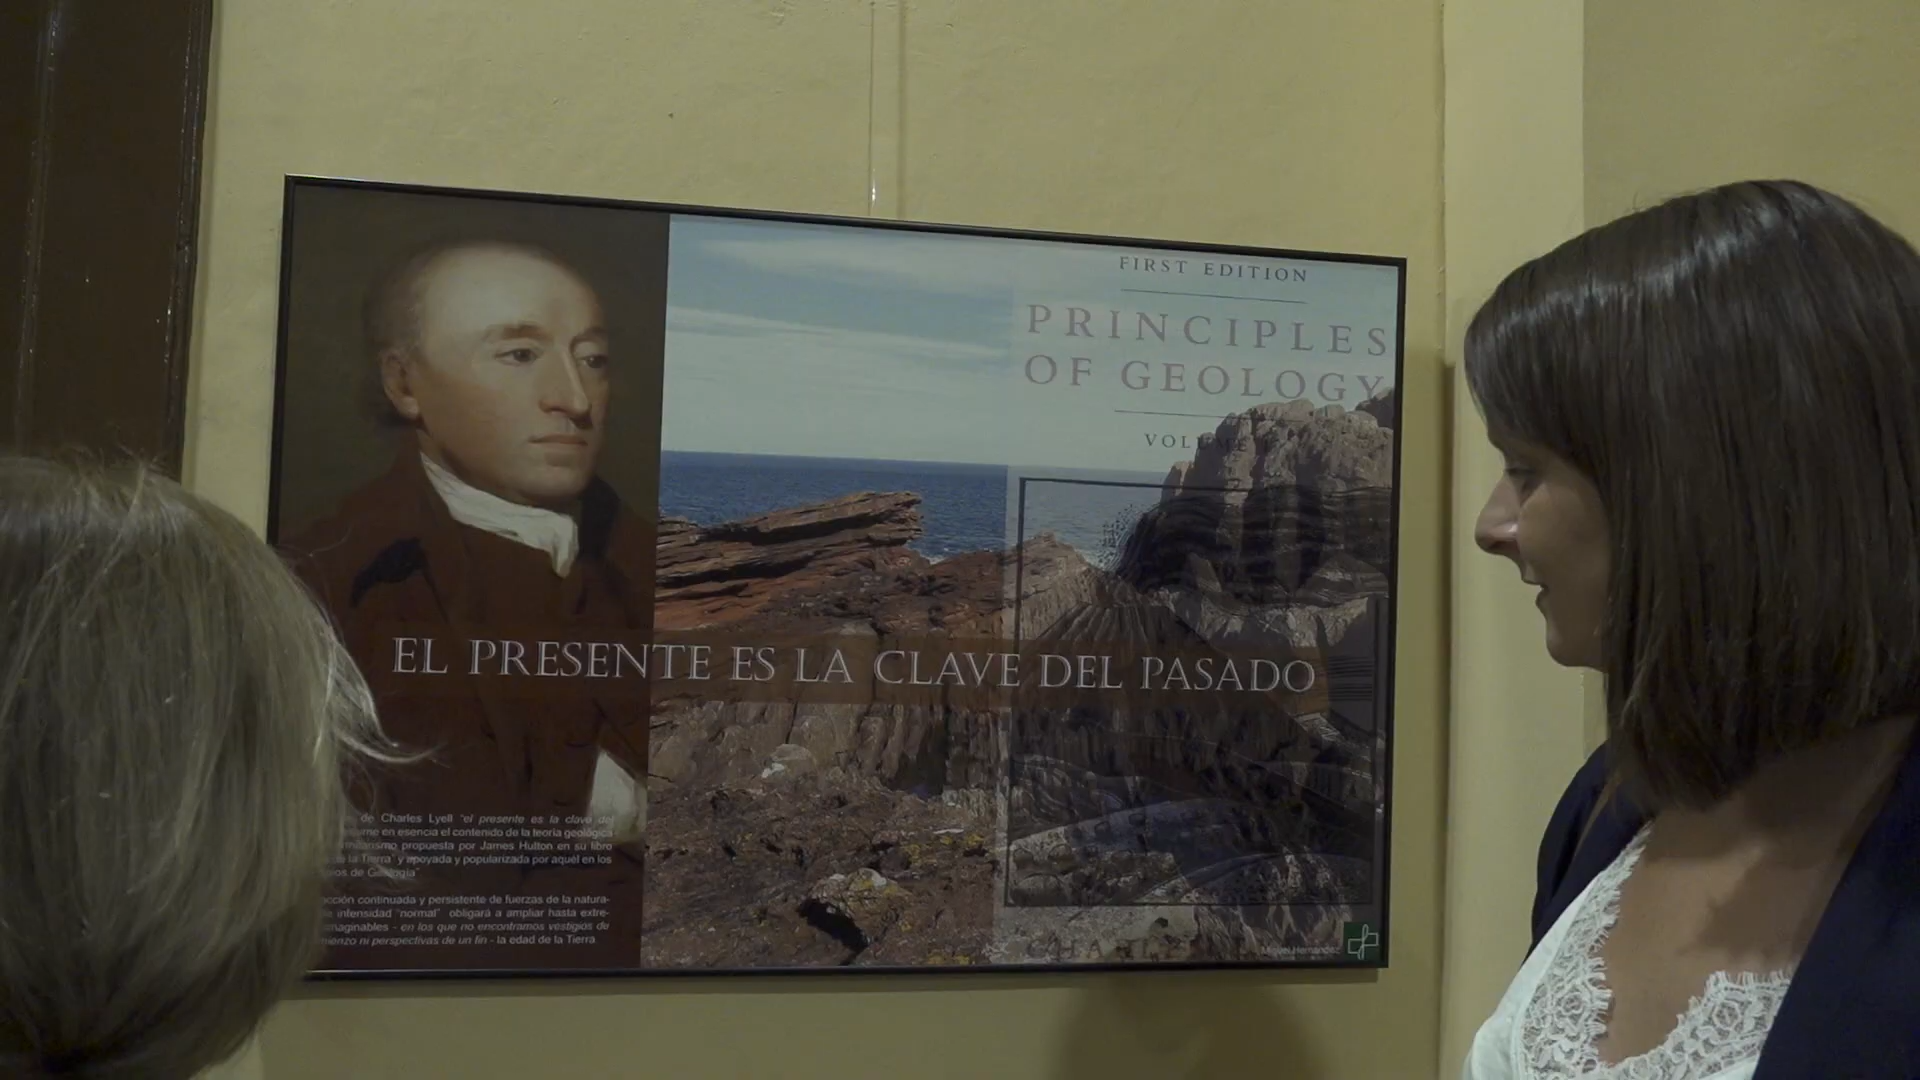 FIRST EDITION
PRINCIPLES
OF GEOLOGY
EL PRESENTE ES LA CLAVE DEL PASADO
de Charles Lyell "el presente es la clave del
en esencia el contenido de la teoría geológica
propuesta por James Hutton en su libro
de la Tierra" y apoyada y popularizada por aquél en los
de Geología"
continuada y persistente de fuerzas de la natura-
intensidad "normal" obligará a ampliar hasta extre-
- en los que no encontramos vestigios de
ni perspectivas de un fin - la edad de la Tierra
Miguel Hernández